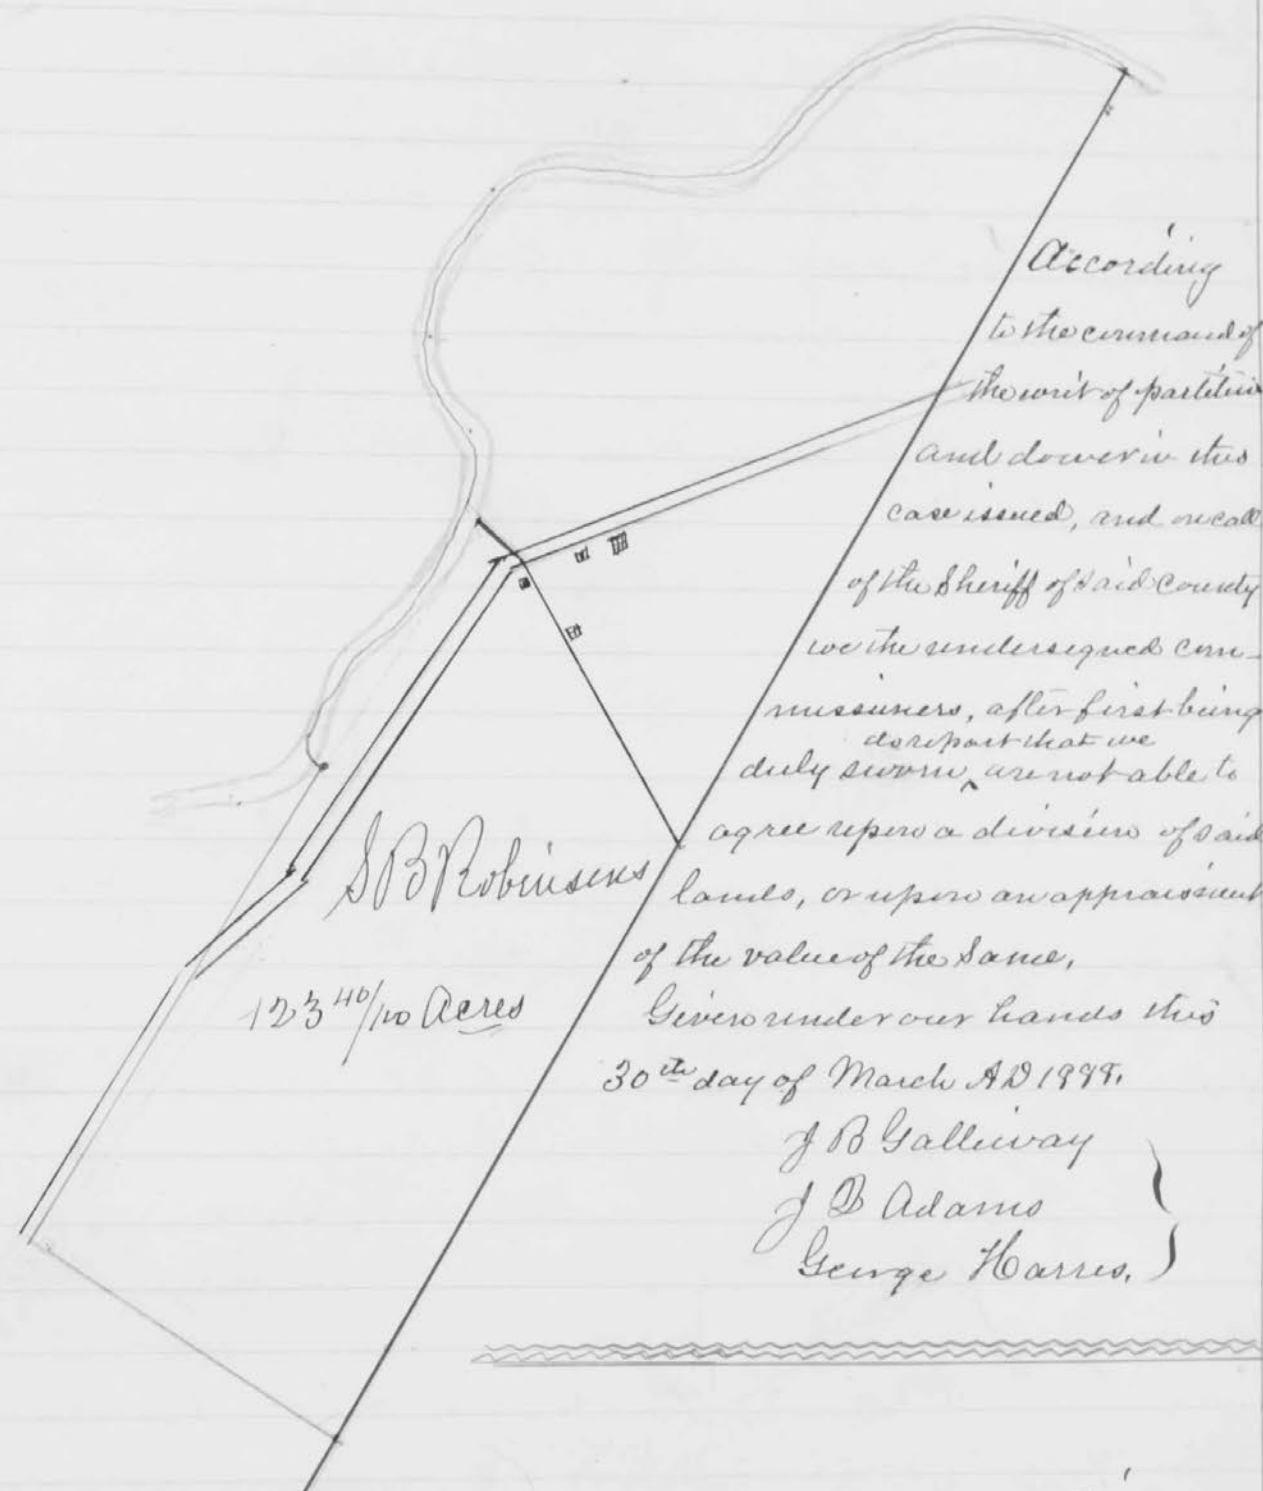 According
to the command of
the writ of partition
and dower in this
case issued, and on call
of the Sheriff of said County
we the undersigned com-
missioners, after first being
do report that we
duly sworn ^ are not able to
agree upon a division of said
lands, or upon an appraisment
of the value of the Same.
Given under our hands this
30th day of March AD
J B Galliway
J B Adams
George Harris.
S B Robinsons
123 40/100 Acres